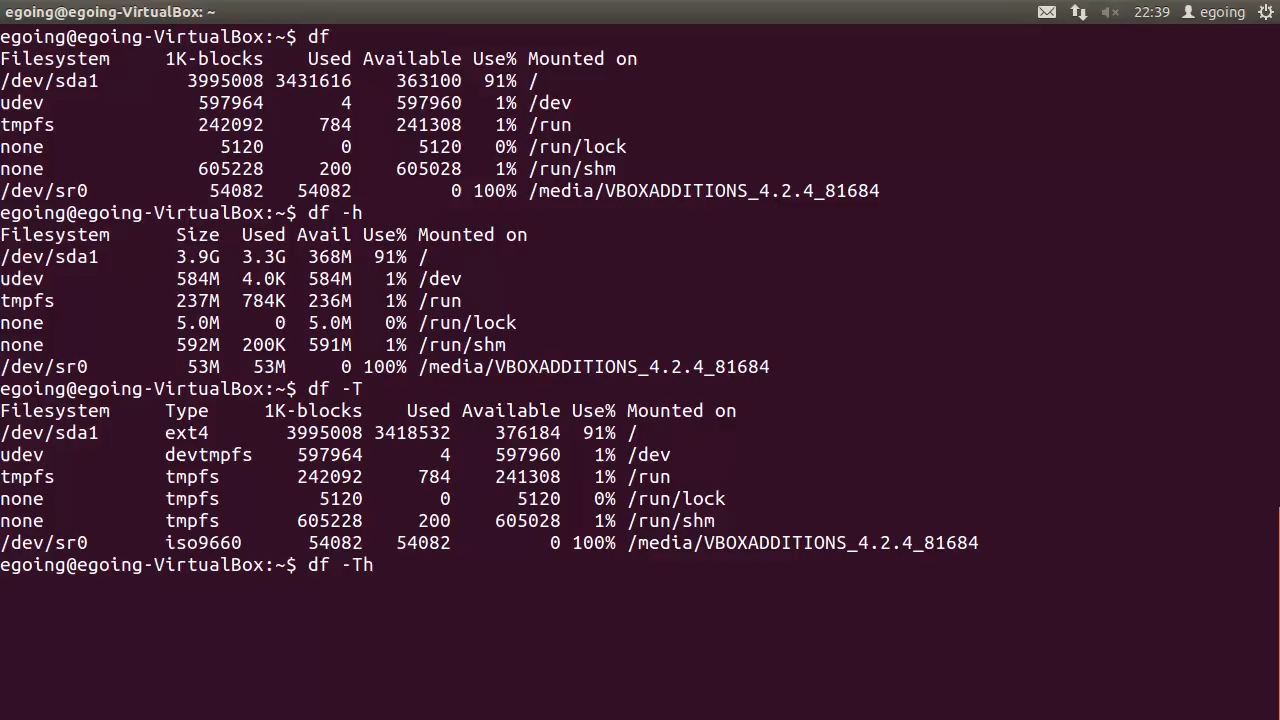 egoing@egoing-VirtualBox: ~ 22:39 egoing
egoing@egoing-VirtualBox:~$ df
Filesystem     1K-blocks    Used Available Use% Mounted on
/dev/sda1        3995008 3431616    363100  91% /
udev              597964       4    597960   1% /dev
tmpfs             242092     784    241308   1% /run
none                5120       0      5120   0% /run/lock
none              605228     200    605028   1% /run/shm
/dev/sr0           54082   54082         0 100% /media/VBOXADDITIONS_4.2.4_81684
egoing@egoing-VirtualBox:~$ df -h
Filesystem      Size  Used Avail Use% Mounted on
/dev/sda1       3.9G  3.3G  368M  91% /
udev            584M  4.0K  584M   1% /dev
tmpfs           237M  784K  236M   1% /run
none            5.0M     0  5.0M   0% /run/lock
none            592M  200K  591M   1% /run/shm
/dev/sr0         53M   53M     0 100% /media/VBOXADDITIONS_4.2.4_81684
egoing@egoing-VirtualBox:~$ df -T
Filesystem     Type     1K-blocks    Used Available Use% Mounted on
/dev/sda1      ext4       3995008 3418532    376184  91% /
udev           devtmpfs    597964       4    597960   1% /dev
tmpfs          tmpfs       242092     784    241308   1% /run
none           tmpfs         5120       0      5120   0% /run/lock
none           tmpfs       605228     200    605028   1% /run/shm
/dev/sr0       iso9660      54082   54082         0 100% /media/VBOXADDITIONS_4.2.4_81684
egoing@egoing-VirtualBox:~$ df -Th